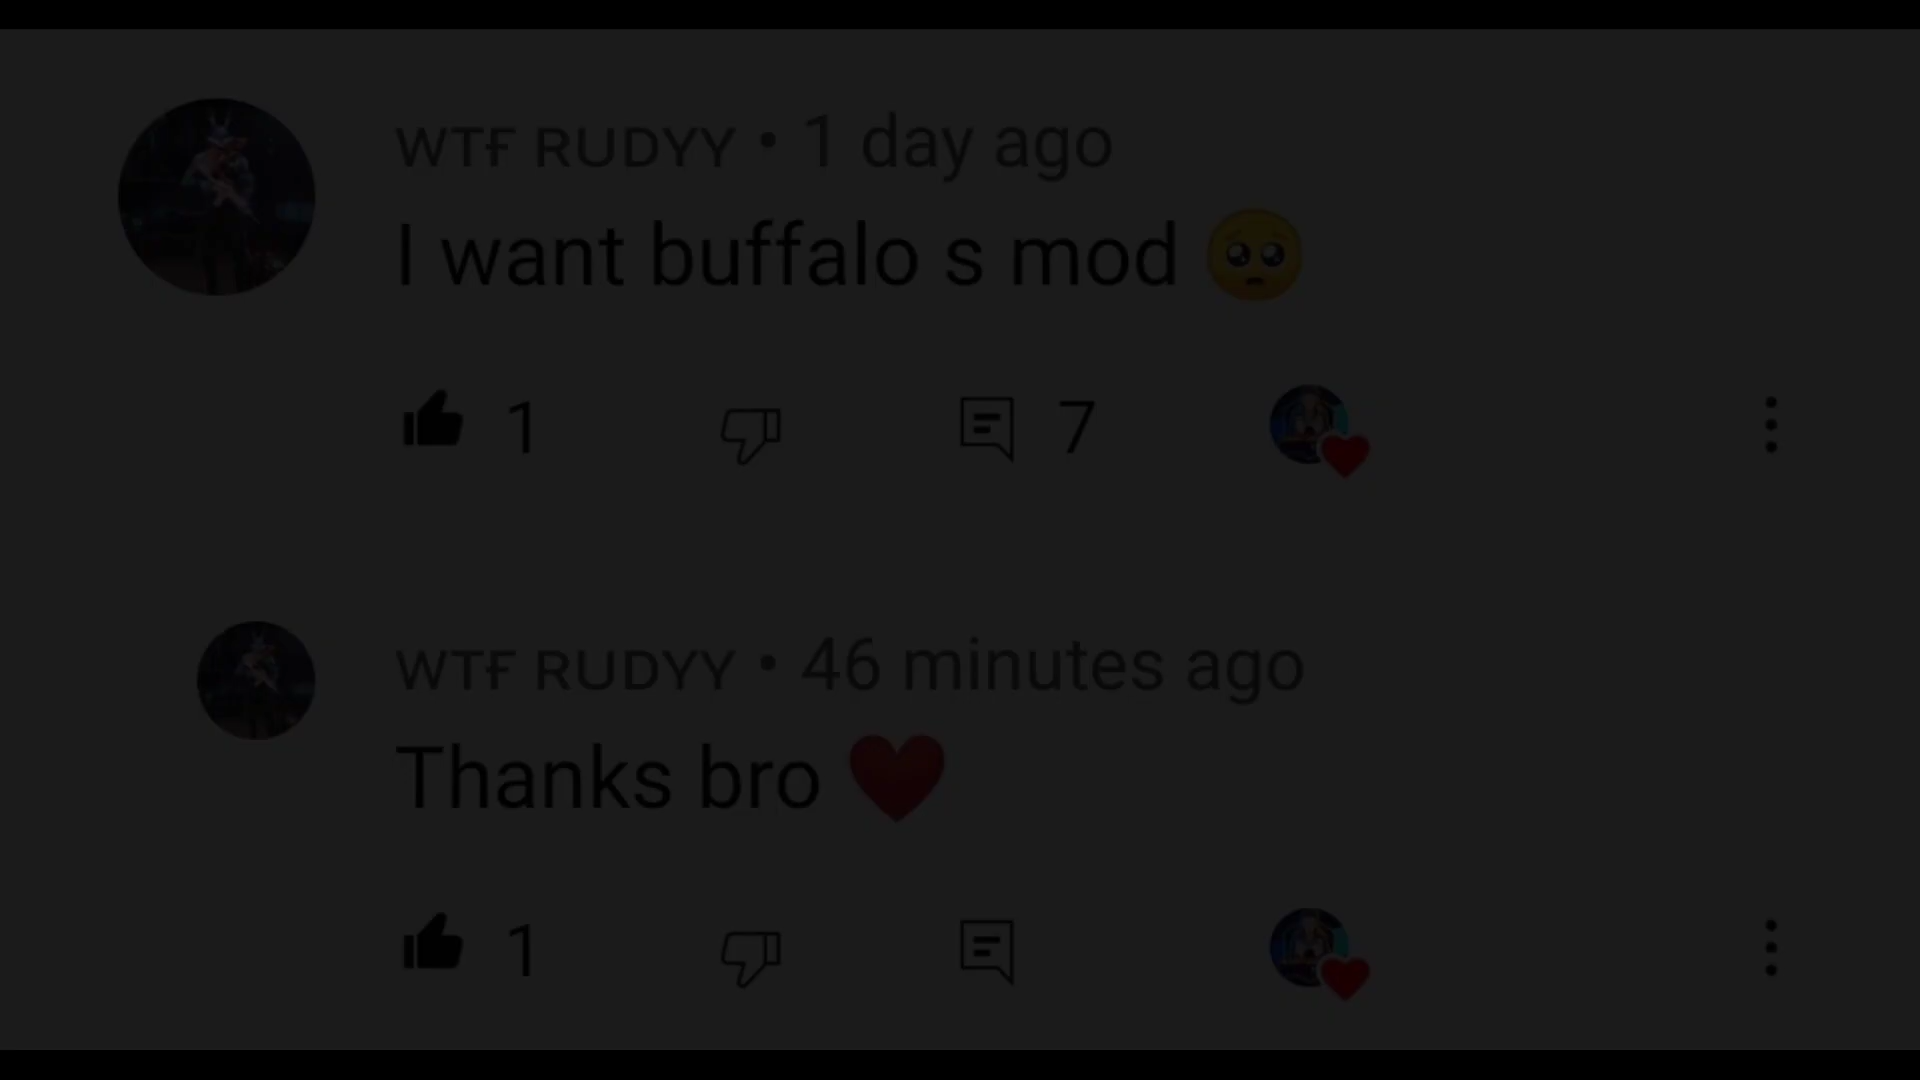 WTF RUDYY • 1 day ago
I want buffalo s mod 🥺
1 7
WTF RUDYY • 46 minutes ago
Thanks bro ❤️
1